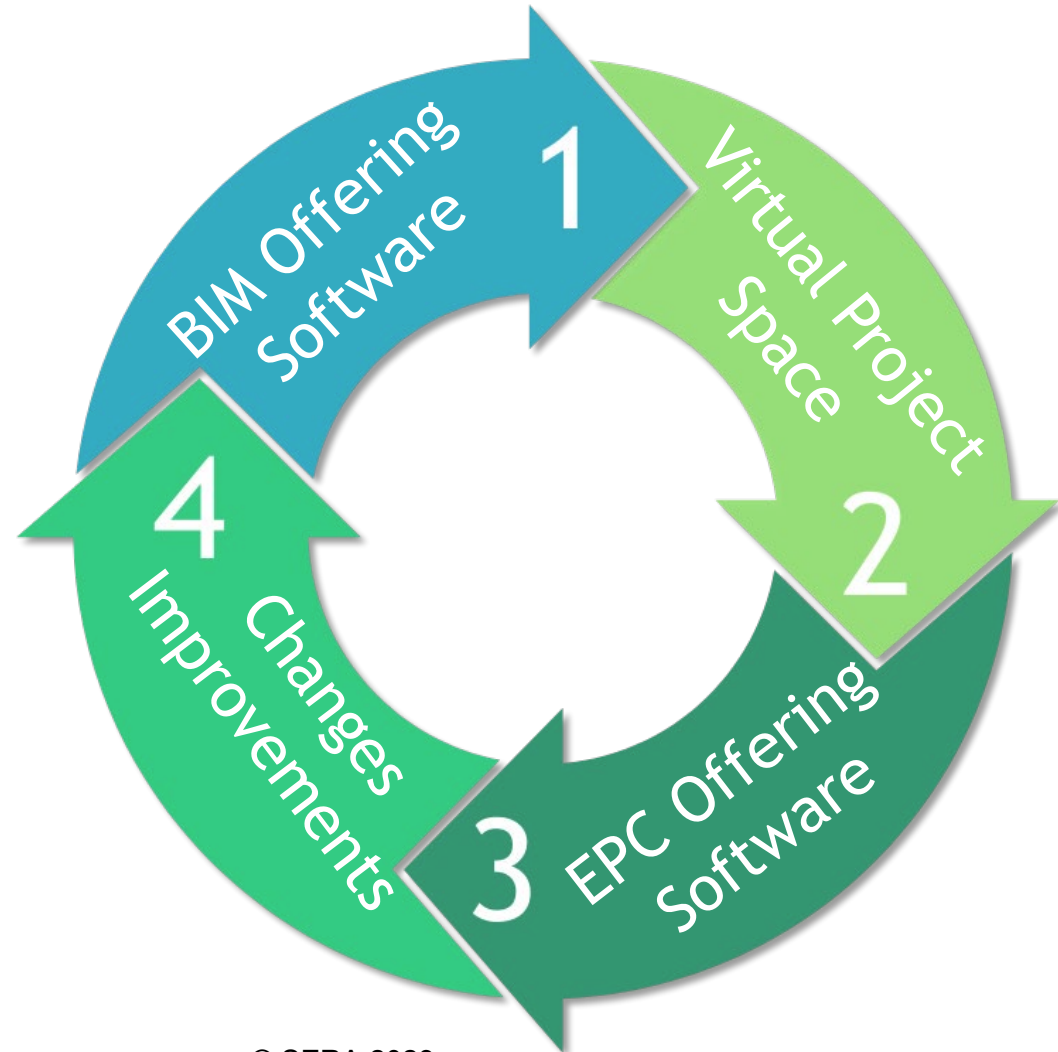 1
BIM Offering
Software
2
Virtual Project
Space
3
EPC Offering
Software
4
Changes
Improvements